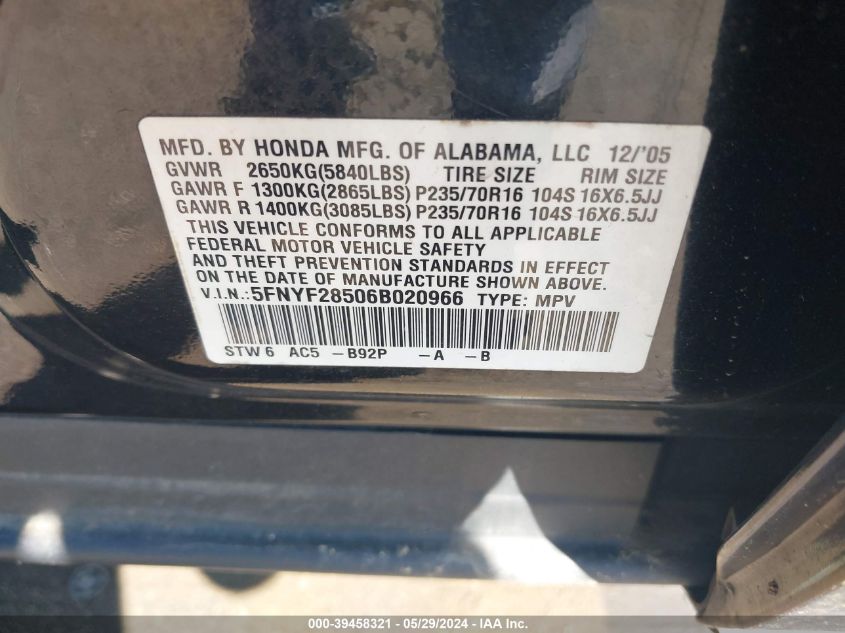 MFD. BY HONDA MFG. OF ALABAMA, LLC 12/'05
GVWR 2650KG(5840LBS) TIRE SIZE RIM SIZE
GAWR F 1300KG(2865LBS) P235/70R16 104S 16X6.5JJ
GAWR R 1400KG(3085LBS) P235/70R16 104S 16X6.5JJ
THIS VEHICLE CONFORMS TO ALL APPLICABLE
FEDERAL MOTOR VEHICLE SAFETY
AND THEFT PREVENTION STANDARDS IN EFFECT
ON THE DATE OF MANUFACTURE SHOWN ABOVE.
V.I.N.:5FNYF28506B020966 TYPE: MPV
STW6 AC5 -B92P -A -B
000-39458321 | 05/29/2024 - IAA Inc.